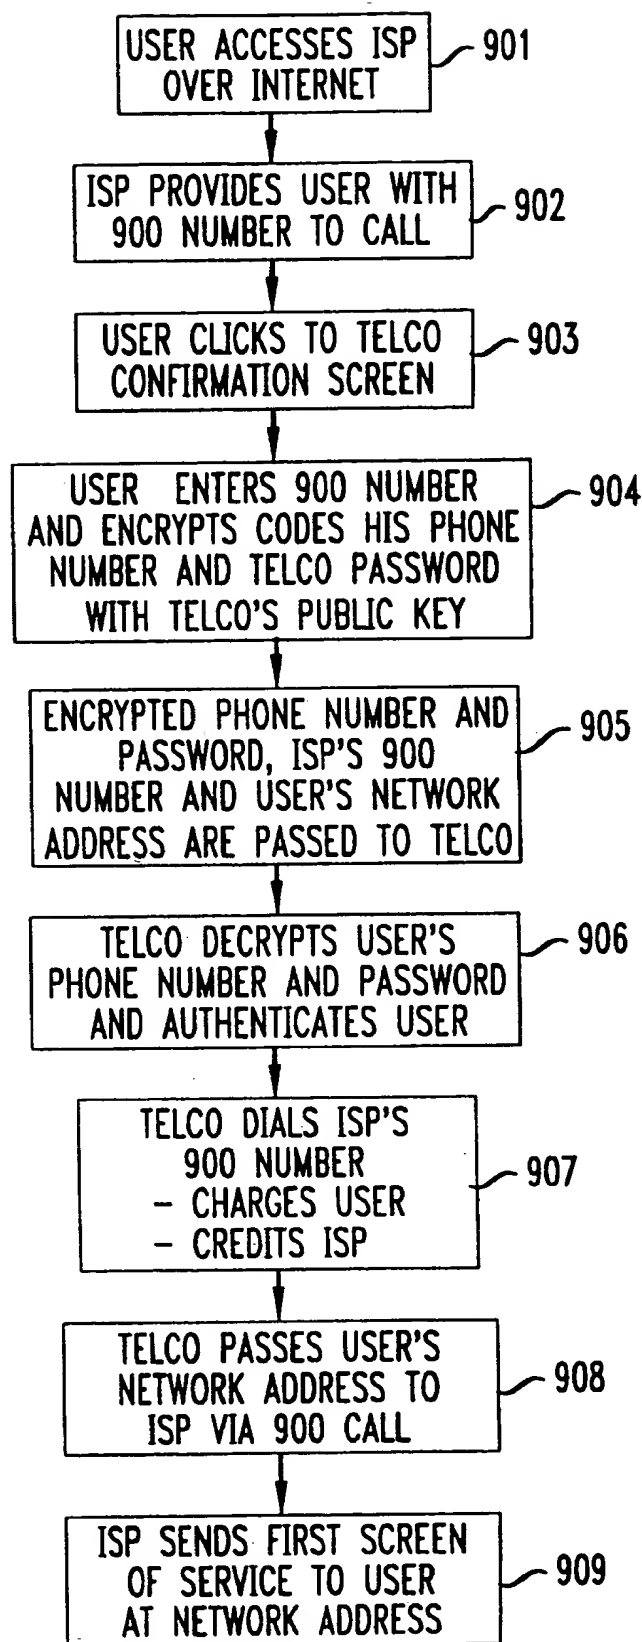 USER ACCESSES ISP
OVER INTERNET
901
ISP PROVIDES USER WITH
900 NUMBER TO CALL
902
USER CLICKS TO TELCO
CONFIRMATION SCREEN
903
USER ENTERS 900 NUMBER
AND ENCRYPTS CODES HIS PHONE
NUMBER AND TELCO PASSWORD
WITH TELCO'S PUBLIC KEY
904
ENCRYPTED PHONE NUMBER AND
PASSWORD, ISP'S 900
NUMBER AND USER'S NETWORK
ADDRESS ARE PASSED TO TELCO
905
TELCO DECRYPTS USER'S
PHONE NUMBER AND PASSWORD
AND AUTHENTICATES USER
906
TELCO DIALS ISP'S
900 NUMBER
- CHARGES USER
- CREDITS ISP
907
TELCO PASSES USER'S
NETWORK ADDRESS TO
ISP VIA 900 CALL
908
ISP SENDS FIRST SCREEN
OF SERVICE TO USER
AT NETWORK ADDRESS
909